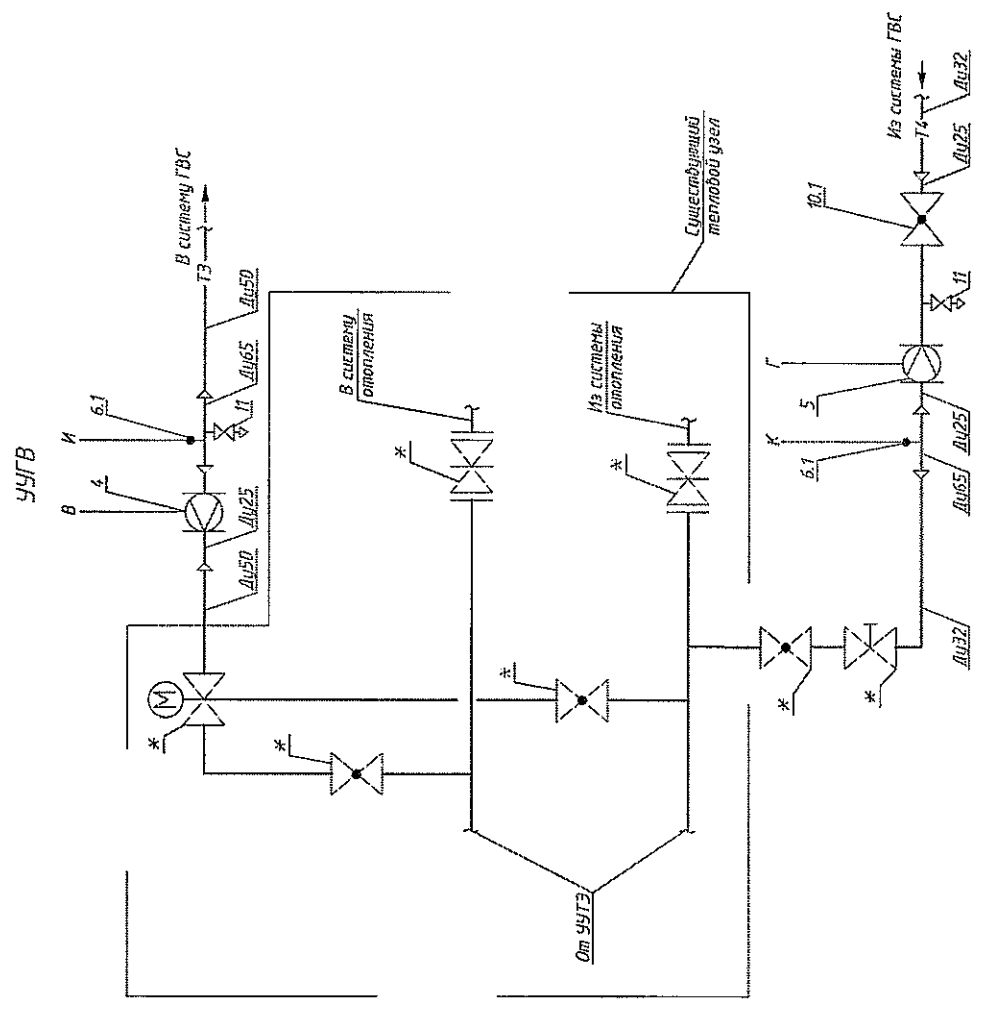 УУГВ
В систему ГВС
Т3
Ду50
Ду65
11
6.1
И
4
В
Ду25
Ду50
М
*
*
В систему
отопления
*
Из системы
отопления
*
*
Существующий
тепловой узел
От УУТЭ
Из системы ГВС
Т4
Ду32
Ду25
10.1
11
Г
5
К
6.1
Ду25
Ду65
Ду32
*
*